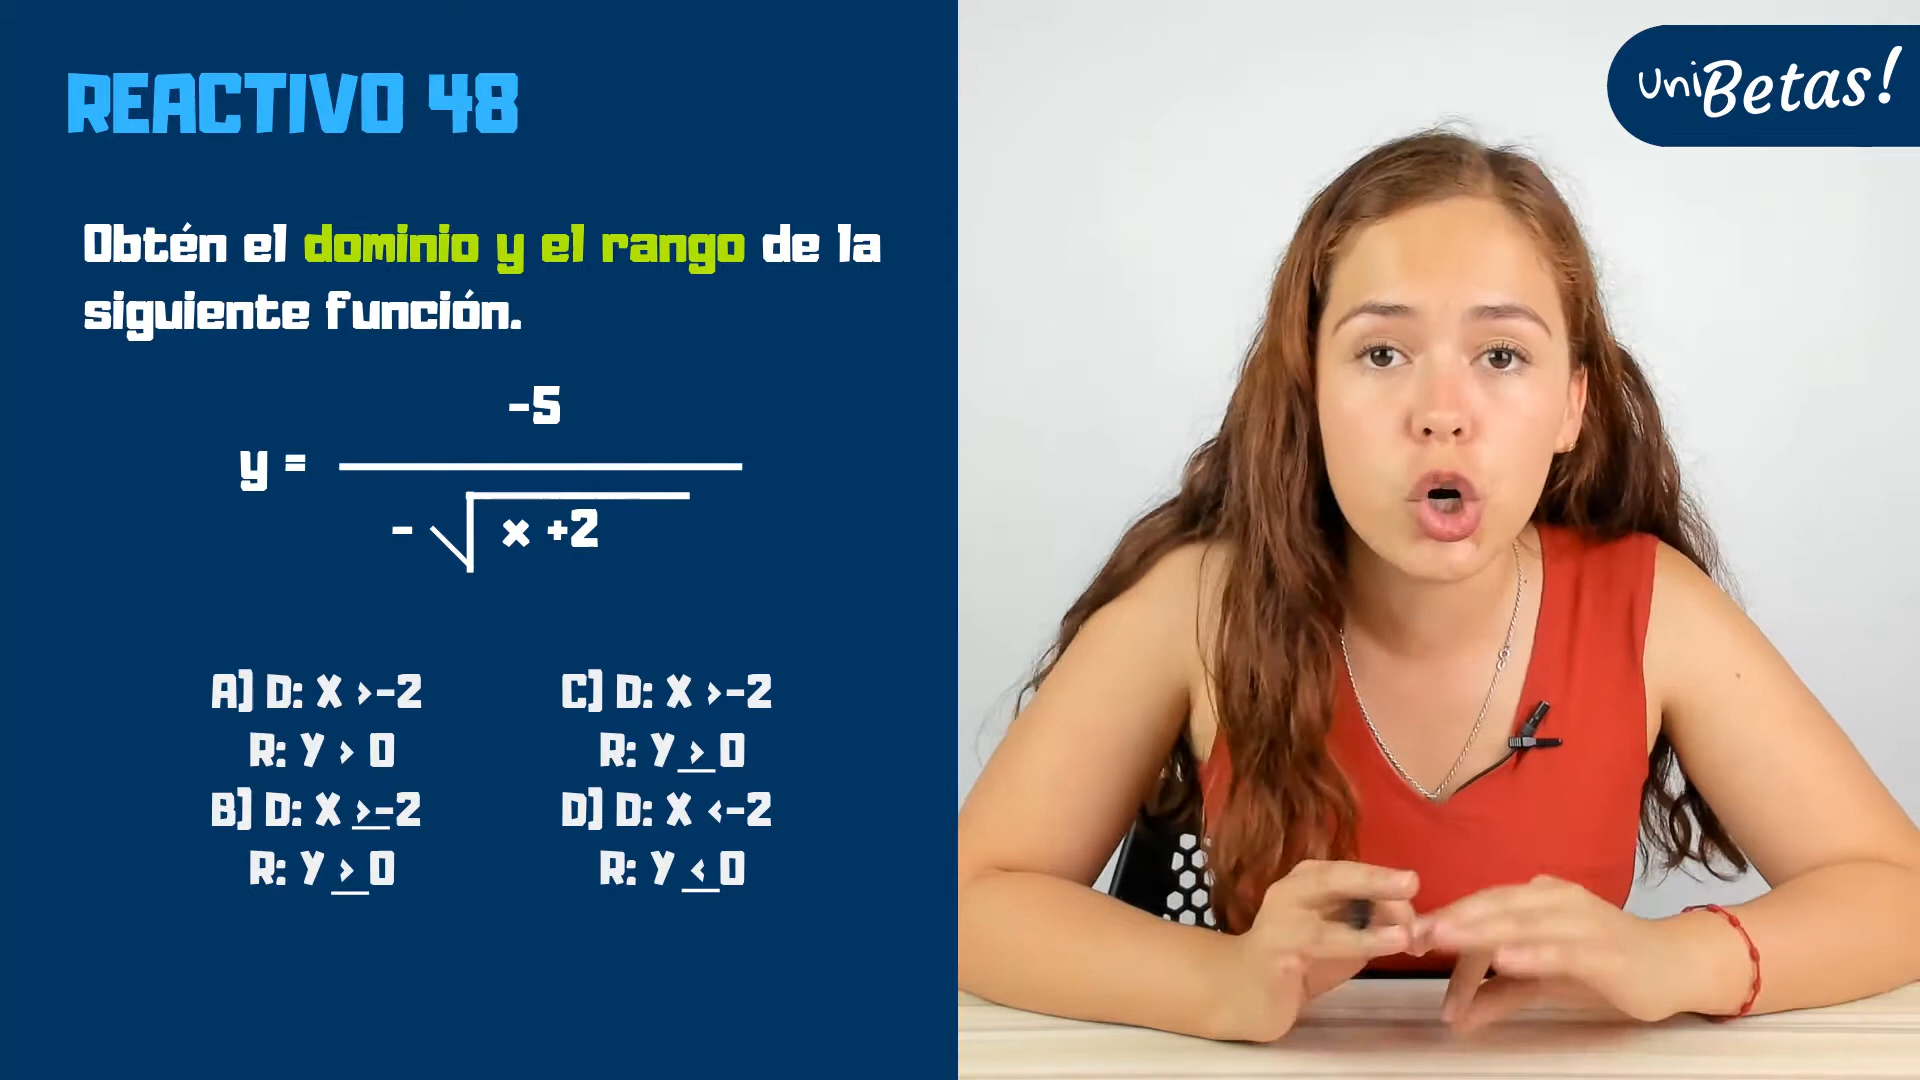 REACTIVO 48
uniBetas!
Obtén el dominio y el rango de la
siguiente función.
-5
y =
- √ x +2
A) D: X >-2
R: Y > 0
B) D: X ≥-2
R: Y ≥ 0
C) D: X >-2
R: Y ≥ 0
D) D: X <-2
R: Y ≤ 0